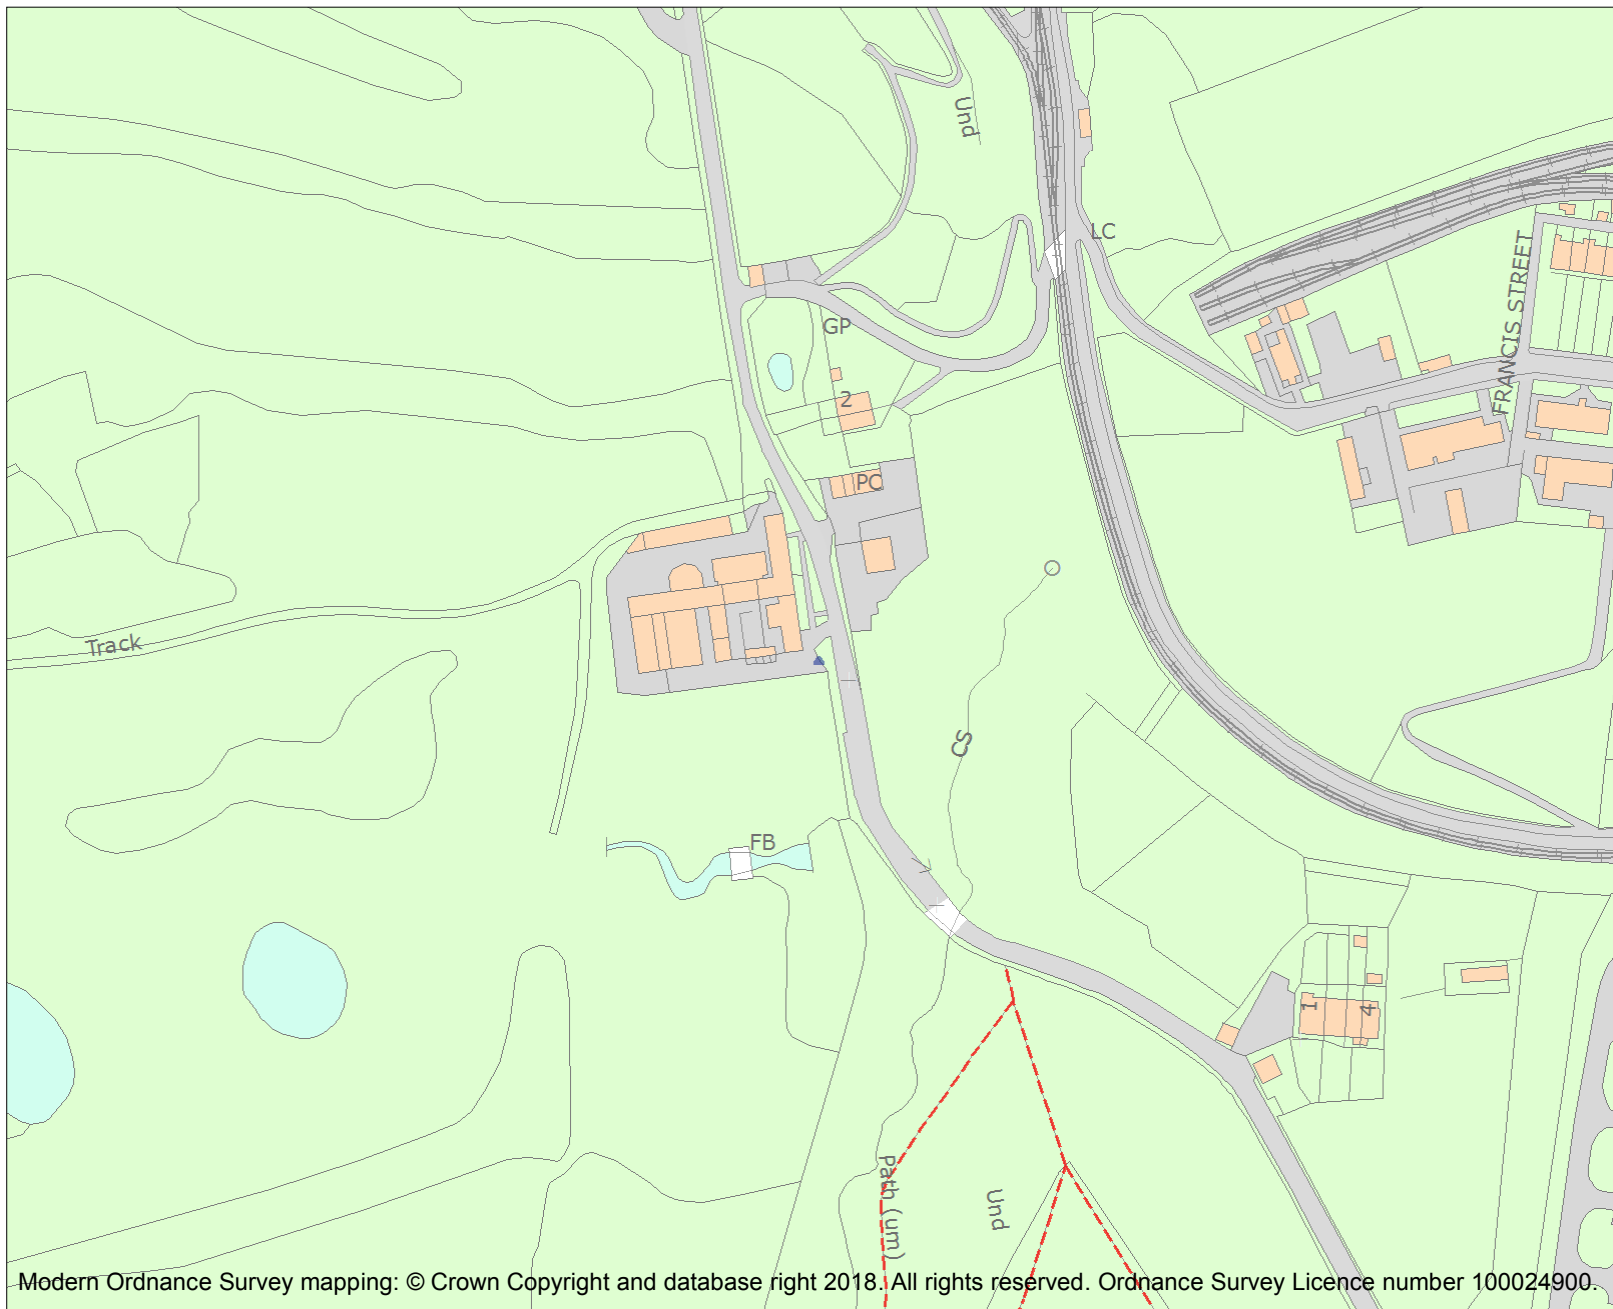 Und
LC
FRANCIS STREET
GP
2
PC
Track
CS
FB
1
4
Path (um)
Und
Modern Ordnance Survey mapping: © Crown Copyright and database right 2018. All rights reserved. Ordnance Survey Licence number 100024900.